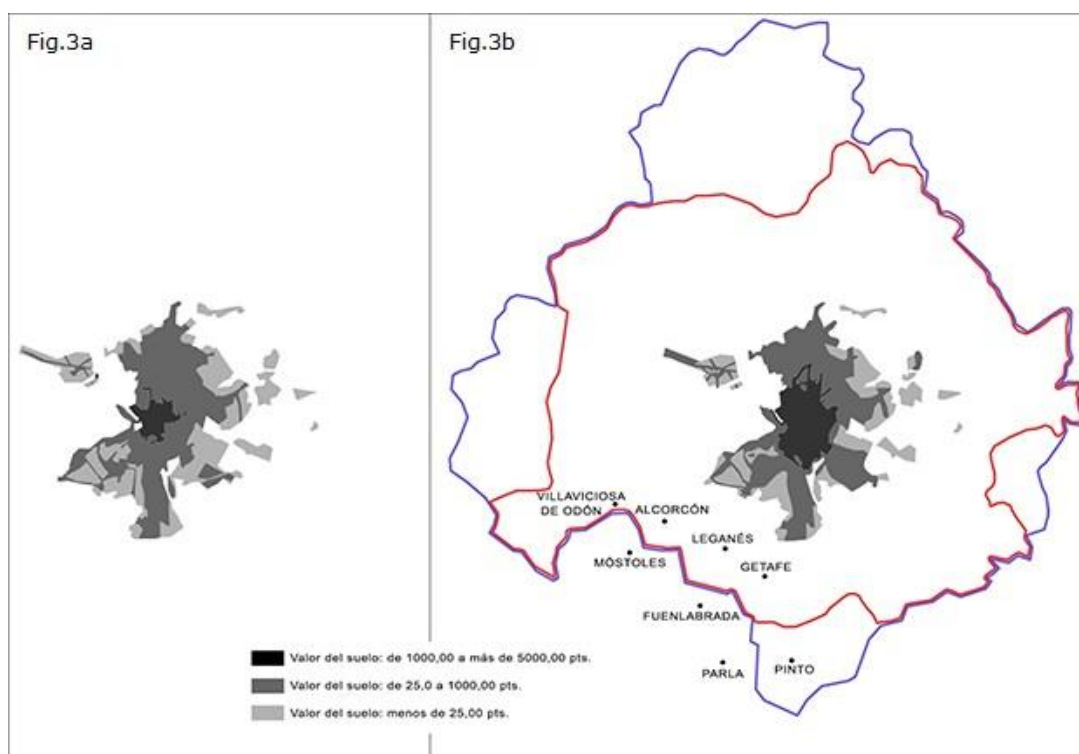 Fig.3a
Fig.3b
VILLAVICIOSA
DE ODÓN
ALCORCÓN
LEGANÉS
MÓSTOLES
GETAFE
FUENLABRADA
PARLA
PINTO
Valor del suelo: de 1000,00 a más de 5000,00 pts.
Valor del suelo: de 25,0 a 1000,00 pts.
Valor del suelo: menos de 25,00 pts.